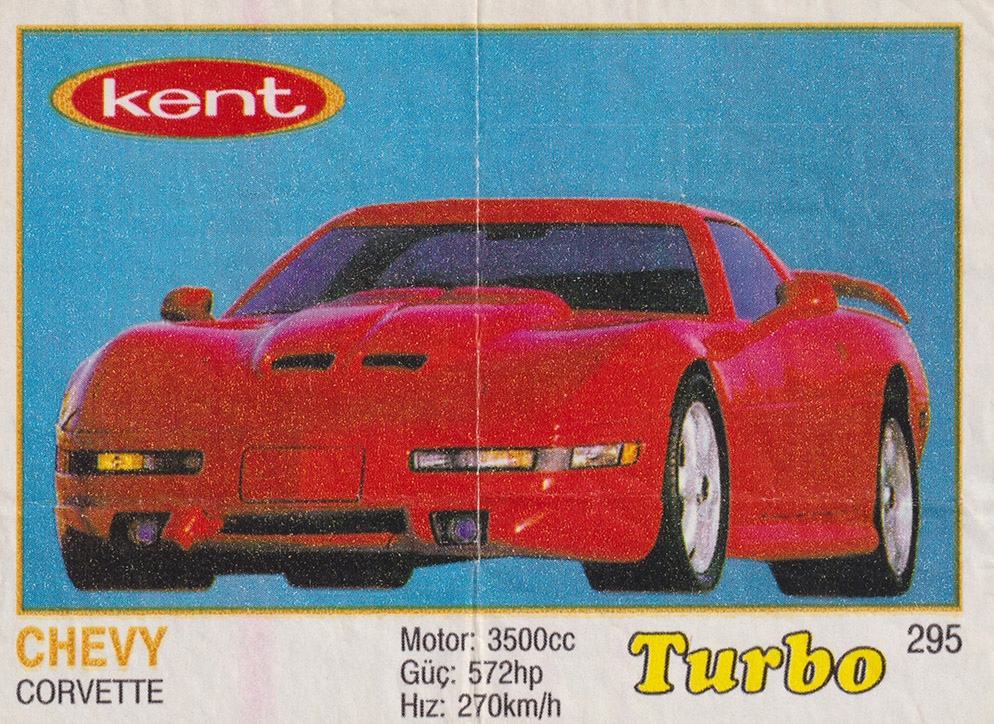 kent
CHEVY
CORVETTE
Motor: 3500cc
Güç: 572hp
Hız: 270km/h
Turbo
295